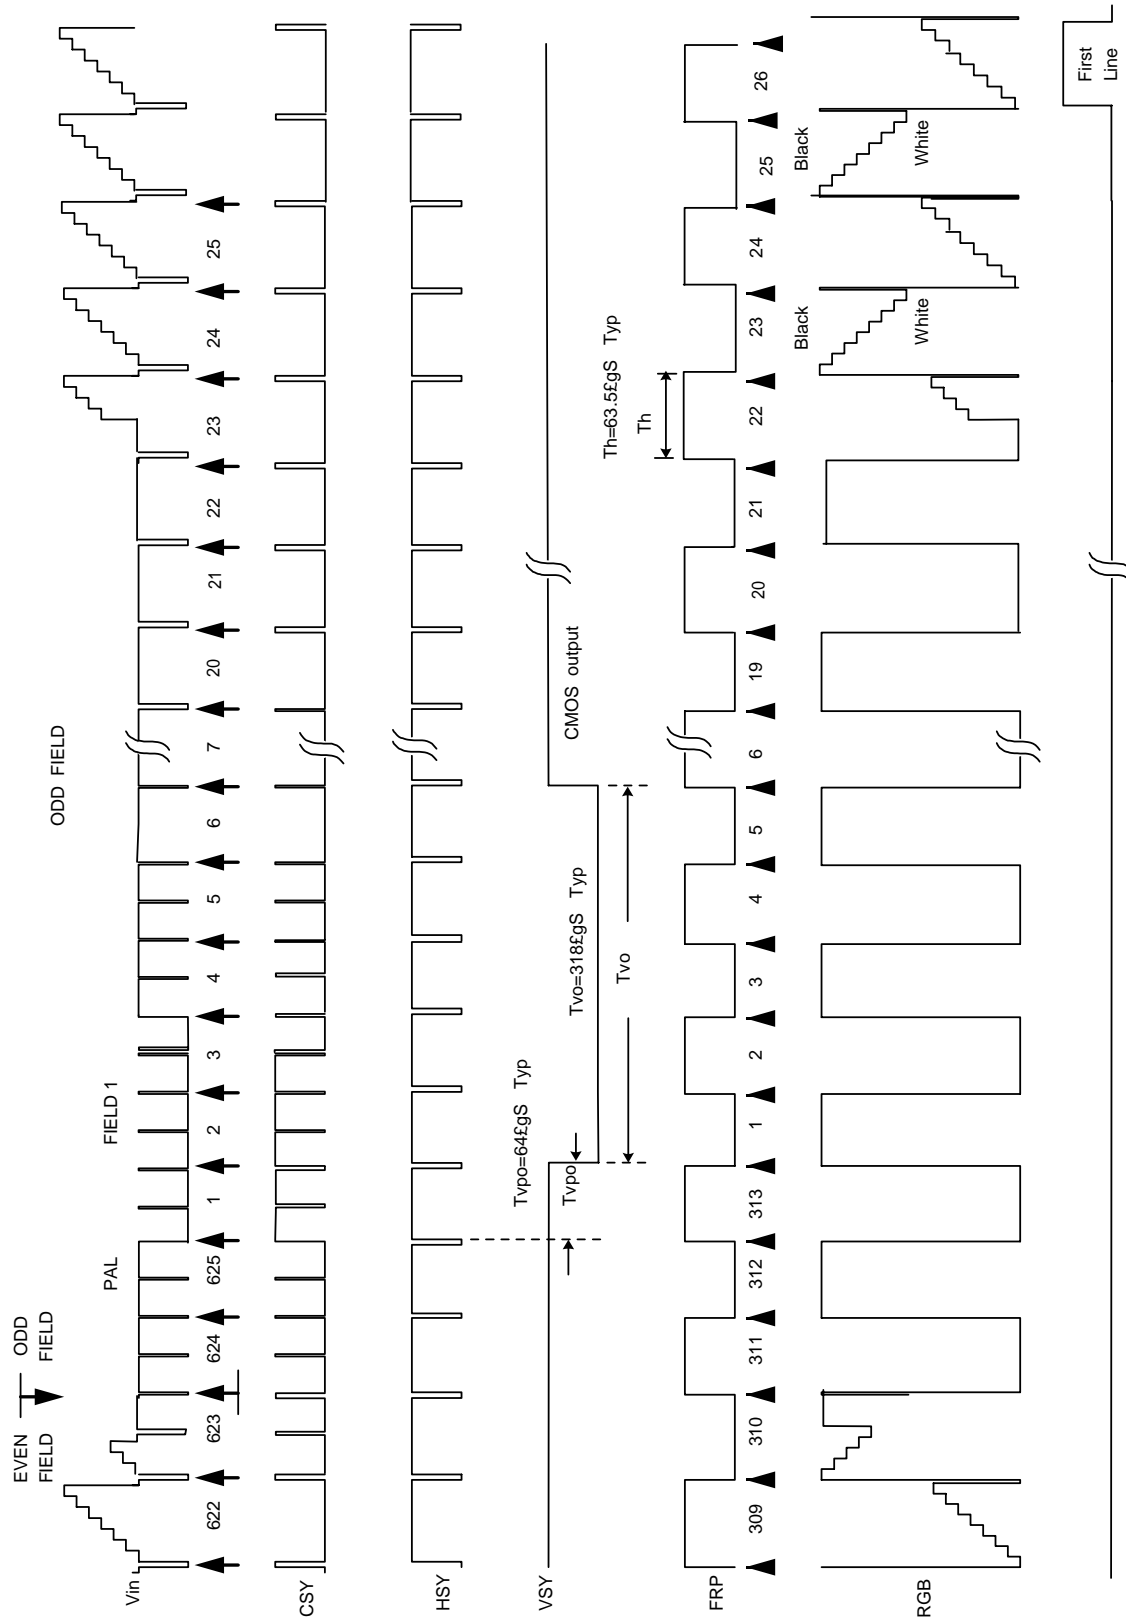 EVEN FIELD
ODD FIELD
PAL
FIELD 1
ODD FIELD
Vin
622 623 624 625 1 2 3 4 5 6 7 20 21 22 23 24 25
CSY
HSY
VSY
Tvpo=64£gS Typ
Tvpo
Tvo=318£gS Typ
Tvo
CMOS output
Th=63.5£gS Typ
Th
FRP
309 310 311 312 313 1 2 3 4 5 6 19 20 21 22 23 24 25 26
RGB
Black
White
Black
White
First
Line